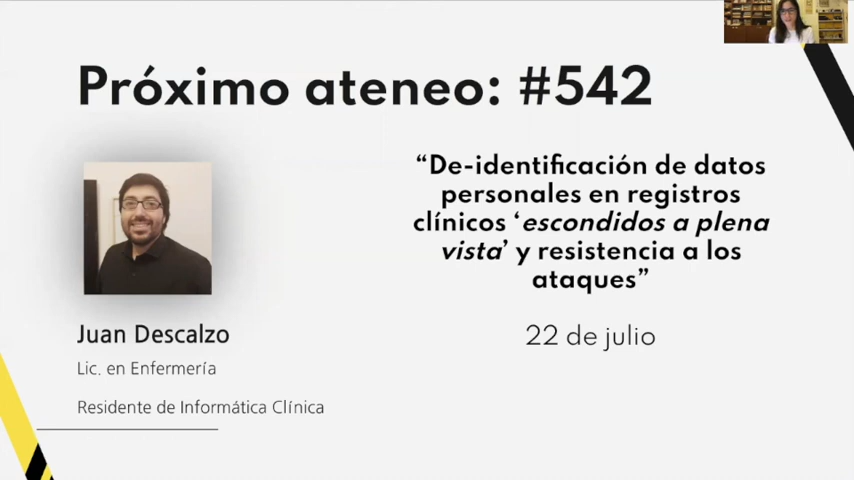 Próximo ateneo: #542
“De-identificación de datos
personales en registros
clínicos ‘escondidos a plena
vista’ y resistencia a los
ataques”
22 de julio
Juan Descalzo
Lic. en Enfermería
Residente de Informática Clínica